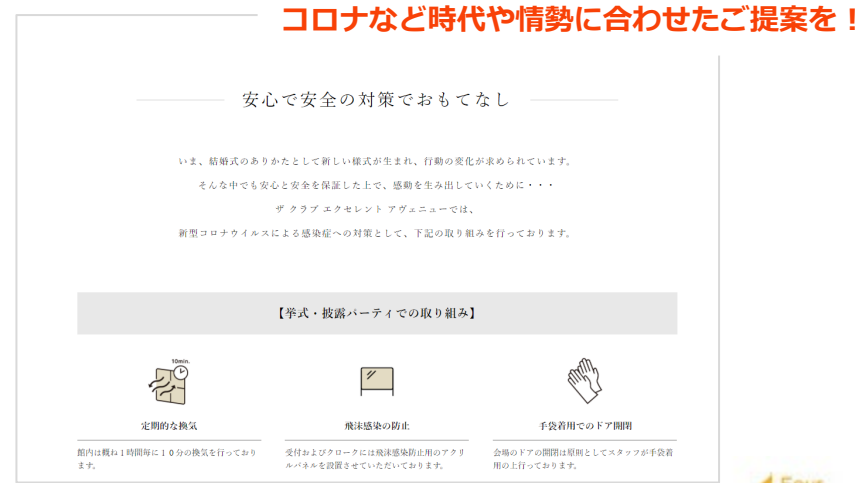 コロナなど時代や情勢に合わせたご提案を！
安心で安全の対策でおもてなし
いま、結婚式のありかたとして新しい様式が生まれ、行動の変化が求められています。
そんな中でも安心と安全を保証した上で、感動を生み出していくために・・・
ザ クラブ エクセレント アヴェニューでは、
新型コロナウイルスによる感染症への対策として、下記の取り組みを行っております。
【挙式・披露パーティでの取り組み】
10min.
定期的な換気
飛沫感染の防止
手袋着用でのドア開閉
館内は概ね1時間毎に１０分の換気を行っており
ます。
受付およびクロークには飛沫感染防止用のアクリ
ルパネルを設置させていただいております。
会場のドアの開閉は原則としてスタッフが手袋着
用の上行っております。